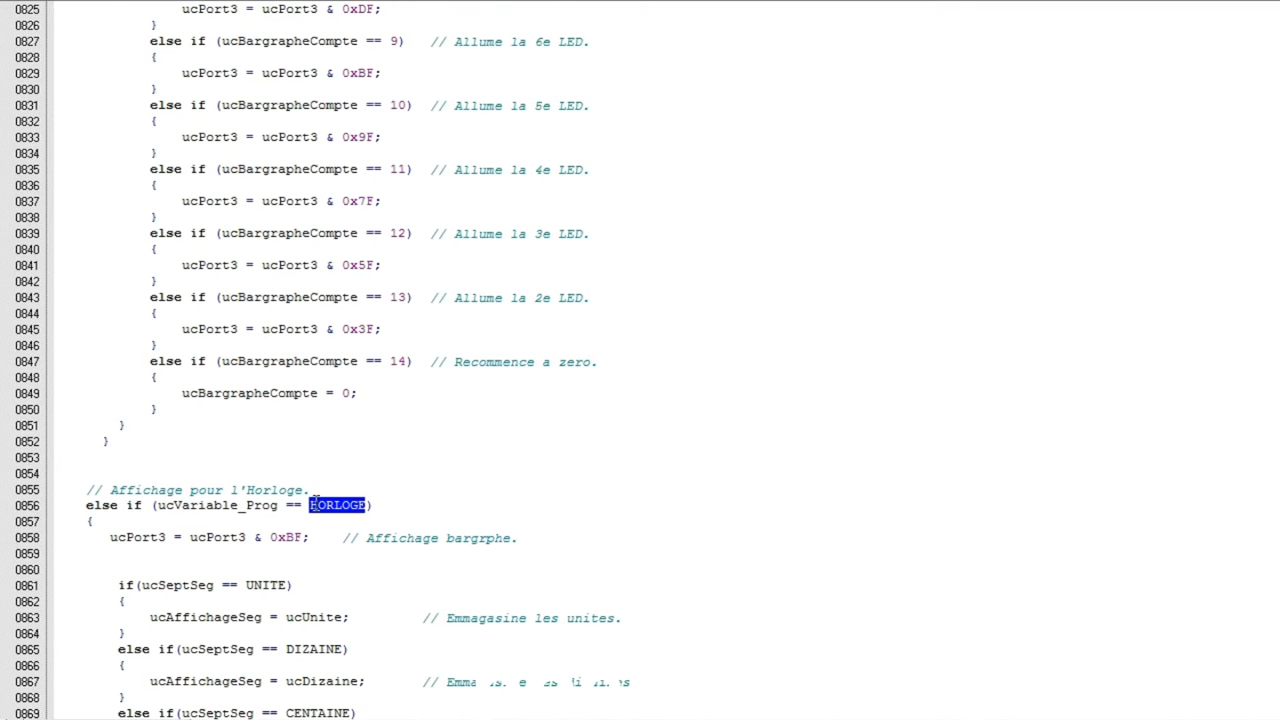 0825 ucPort3 = ucPort3 & 0xDF;
0826 }
0827 else if (ucBargrapheCompte == 9) // Allume la 6e LED.
0828 {
0829 ucPort3 = ucPort3 & 0xBF;
0830 }
0831 else if (ucBargrapheCompte == 10) // Allume la 5e LED.
0832 {
0833 ucPort3 = ucPort3 & 0x9F;
0834 }
0835 else if (ucBargrapheCompte == 11) // Allume la 4e LED.
0836 {
0837 ucPort3 = ucPort3 & 0x7F;
0838 }
0839 else if (ucBargrapheCompte == 12) // Allume la 3e LED.
0840 {
0841 ucPort3 = ucPort3 & 0x5F;
0842 }
0843 else if (ucBargrapheCompte == 13) // Allume la 2e LED.
0844 {
0845 ucPort3 = ucPort3 & 0x3F;
0846 }
0847 else if (ucBargrapheCompte == 14) // Recommence a zero.
0848 {
0849 ucBargrapheCompte = 0;
0850 }
0851 }
0852 }
0853
0854
0855 // Affichage pour l'Horloge.
0856 else if (ucVariable_Prog == HORLOGE)
0857 {
0858 ucPort3 = ucPort3 & 0xBF; // Affichage bargrphe.
0859
0860
0861 if(ucSeptSeg == UNITE)
0862 {
0863 ucAffichageSeg = ucUnite; // Emmagasine les unites.
0864 }
0865 else if(ucSeptSeg == DIZAINE)
0866 {
0867 ucAffichageSeg = ucDizaine; //
0868 }
0869 else if(ucSeptSeg == CENTAINE)